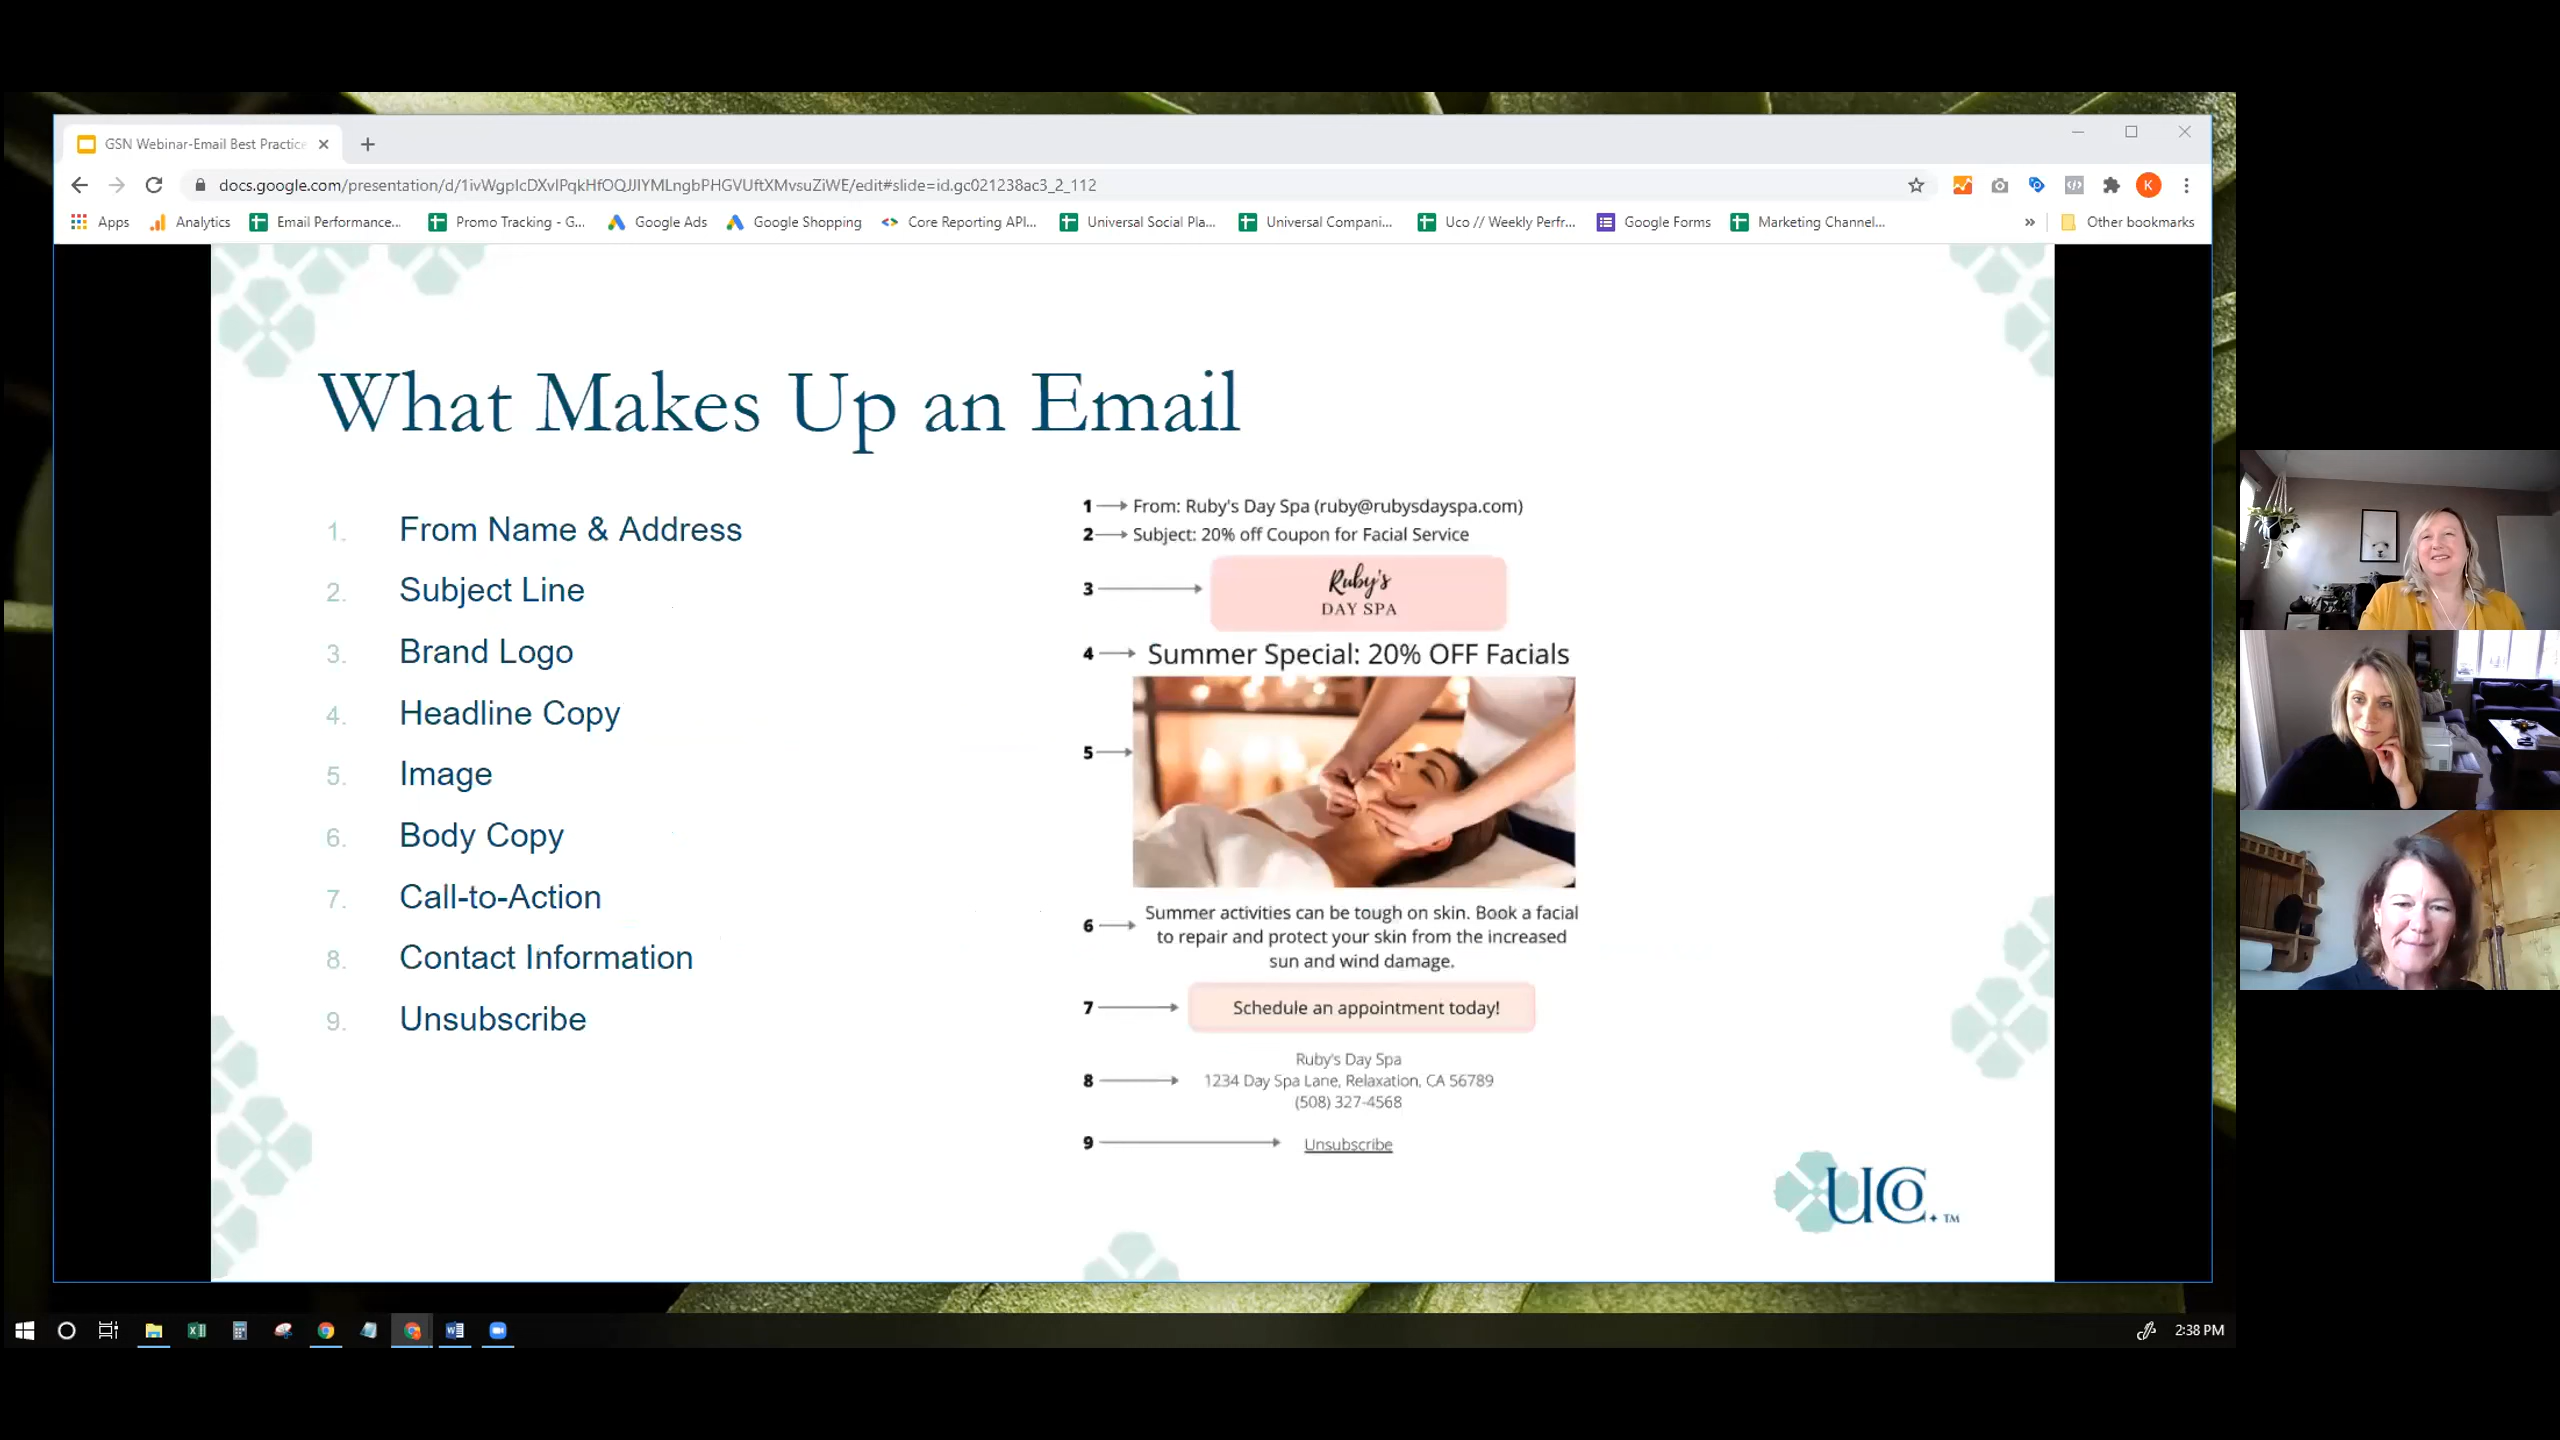 GSN Webinar-Email Best Practice
docs.google.com/presentation/d/1ivWgpIcDXvIPqkHfOQJJIYMLngbPHGVUftXMvsuZiWE/edit#slide=id.gc021238ac3_2_112
K
Apps
Analytics
Email Performance...
Promo Tracking - G...
Google Ads
Google Shopping
Core Reporting API...
Universal Social Pla...
Universal Compani...
Uco // Weekly Perfr...
Google Forms
Marketing Channel...
»
Other bookmarks
What Makes Up an Email
1. From Name & Address
2. Subject Line
3. Brand Logo
4. Headline Copy
5. Image
6. Body Copy
7. Call-to-Action
8. Contact Information
9. Unsubscribe
1 From: Ruby's Day Spa (ruby@rubysdayspa.com)
2 Subject: 20% off Coupon for Facial Service
3
Ruby's
DAY SPA
4 Summer Special: 20% OFF Facials
5
Summer activities can be tough on skin. Book a facial
6 to repair and protect your skin from the increased
sun and wind damage.
7 Schedule an appointment today!
Ruby's Day Spa
8 1234 Day Spa Lane, Relaxation, CA 56789
(508) 327-4568
9 Unsubscribe
UCo.™
2:38 PM